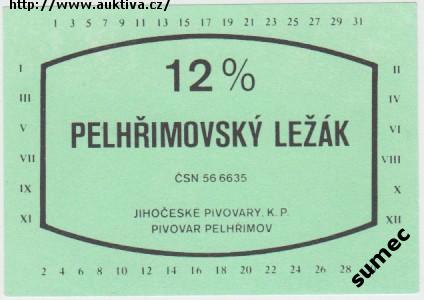 http://www.auktiva.cz/
1 3 5 7 9 11 13 15 17 19 21 23 25 27 29 31
12 %
I II
III IV
V VI
PELHŘIMOVSKÝ LEŽÁK
VII VIII
ČSN 56 6635
IX X
JIHOČESKÉ PIVOVARY, K. P.
XI XII
PIVOVAR PELHŘIMOV
2 4 6 8 10 12 14 16 18 20 22 24 26 28
sumec